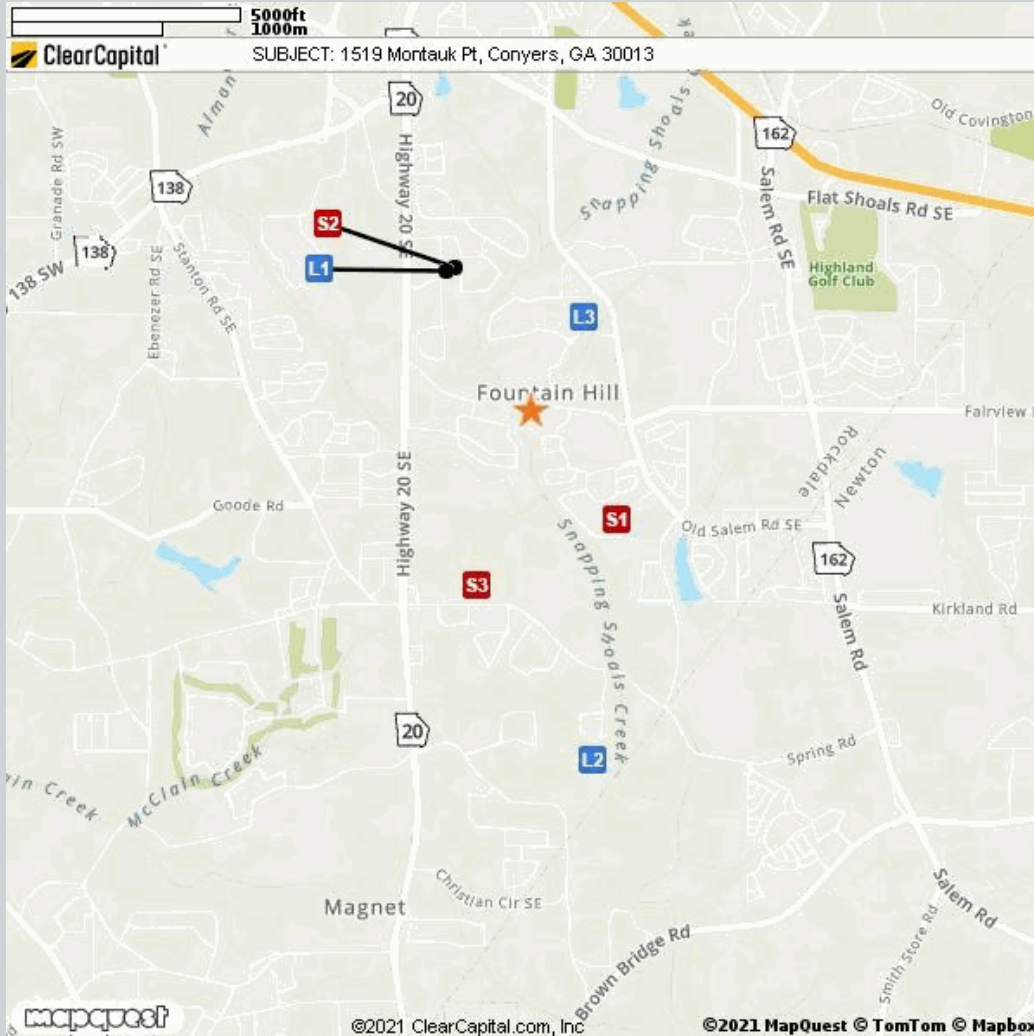 5000ft
1000m
ClearCapital
SUBJECT: 1519 Montauk Pt, Conyers, GA 30013
20
Highway 20 SE
Snapping Shoals
162
Old Covington
Granade Rd SW
138
Flat Shoals Rd SE
S2
Salem Rd SE
138
138 SW
Stanton Rd SE
Ebenezer Rd SE
L1
Highland
Golf Club
L3
Fountain Hill
Fairview
Rockdale
Newton
Highway 20 SE
Goode Rd
S1
Old Salem Rd SE
Snapping Shoals Creek
162
S3
Kirkland Rd
Salem Rd
20
Spring Rd
L2
McClain Creek
ain Creek
Christian Cir SE
Magnet
Salem Rd
Brown Bridge Rd
Smith Store Rd
mapquest
©2021 ClearCapital.com, Inc
©2021 MapQuest © TomTom © Mapbox